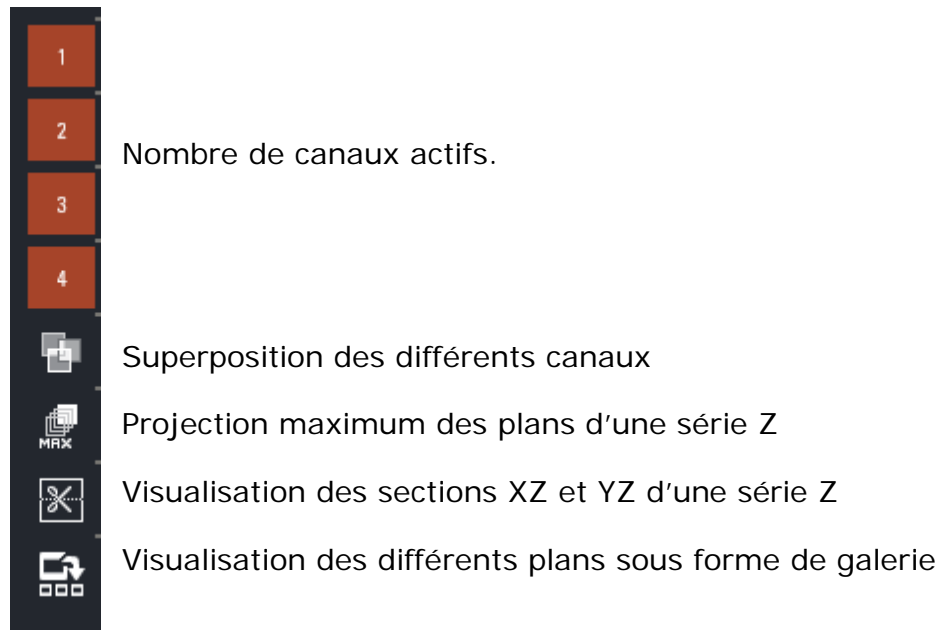 1
2
Nombre de canaux actifs.
3
4
Superposition des différents canaux
MAX Projection maximum des plans d’une série Z
Visualisation des sections XZ et YZ d’une série Z
Visualisation des différents plans sous forme de galerie